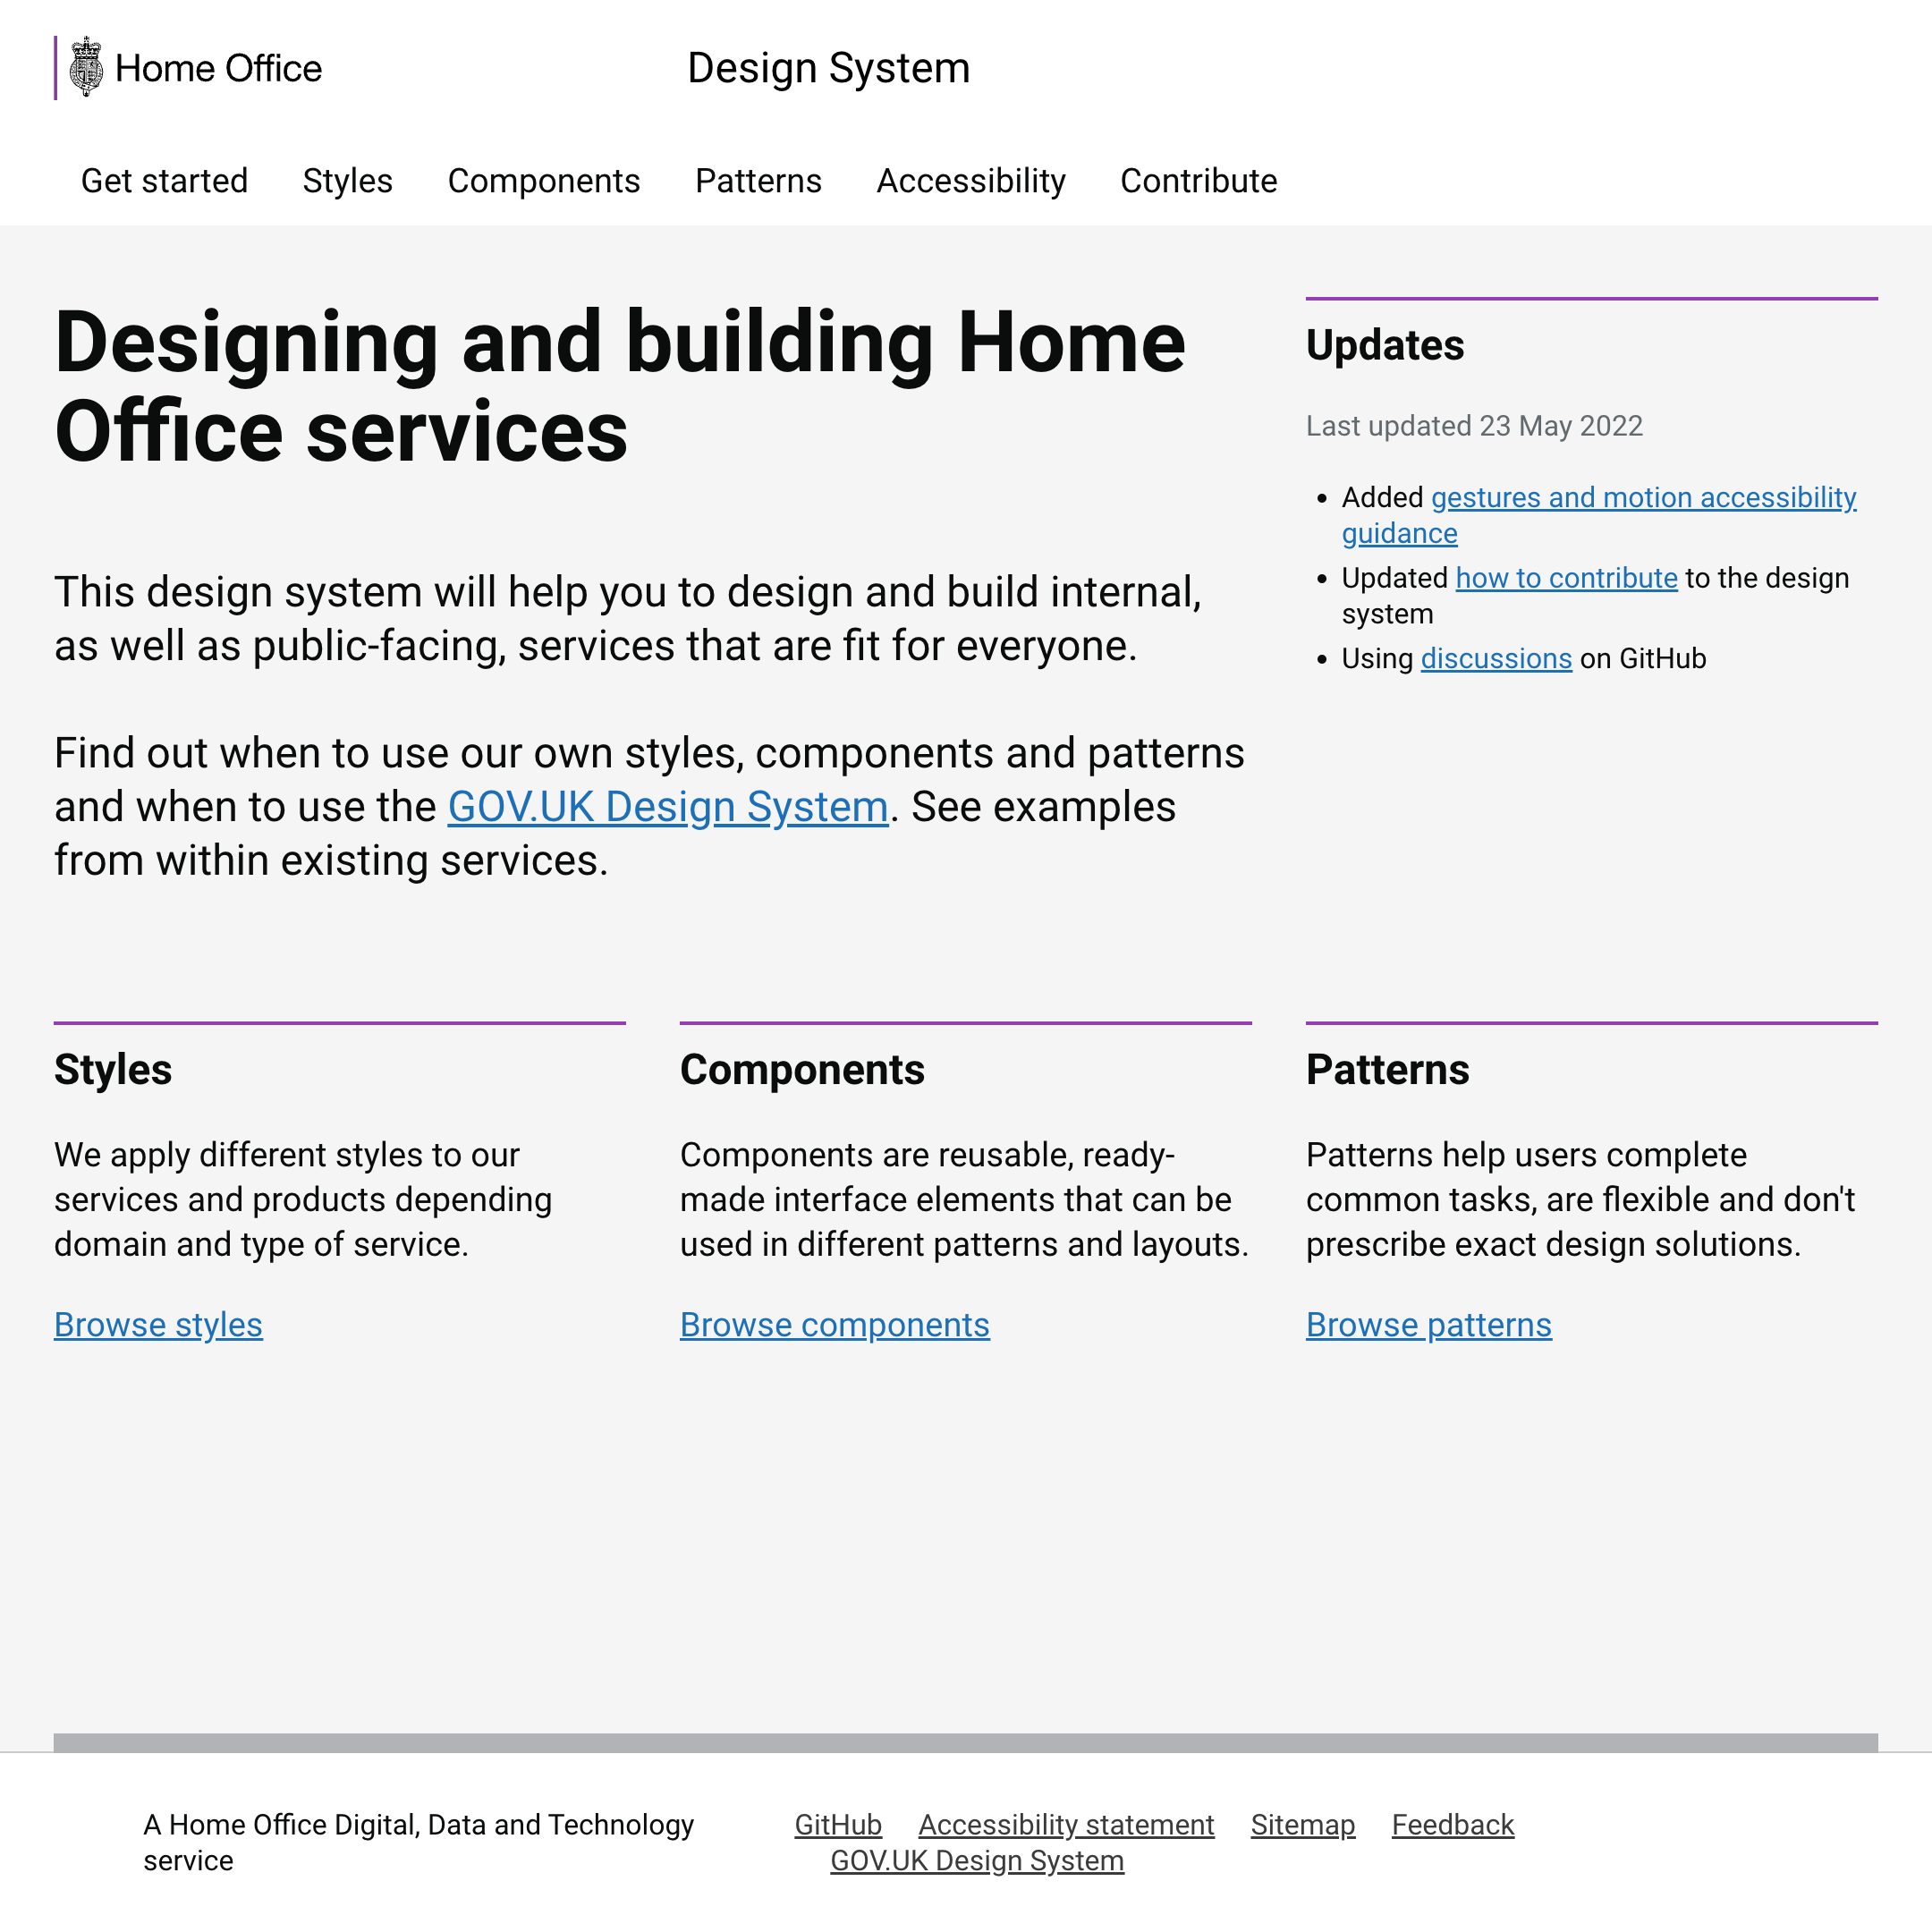 Home Office
Design System
Get started Styles Components Patterns Accessibility Contribute
Designing and building Home
Office services
This design system will help you to design and build internal,
as well as public-facing, services that are fit for everyone.
Find out when to use our own styles, components and patterns
and when to use the GOV.UK Design System. See examples
from within existing services.
Updates
Last updated 23 May 2022
• Added gestures and motion accessibility
guidance
• Updated how to contribute to the design
system
• Using discussions on GitHub
Styles
We apply different styles to our
services and products depending
domain and type of service.
Browse styles
Components
Components are reusable, ready-
made interface elements that can be
used in different patterns and layouts.
Browse components
Patterns
Patterns help users complete
common tasks, are flexible and don't
prescribe exact design solutions.
Browse patterns
A Home Office Digital, Data and Technology
service
GitHub Accessibility statement Sitemap Feedback
GOV.UK Design System